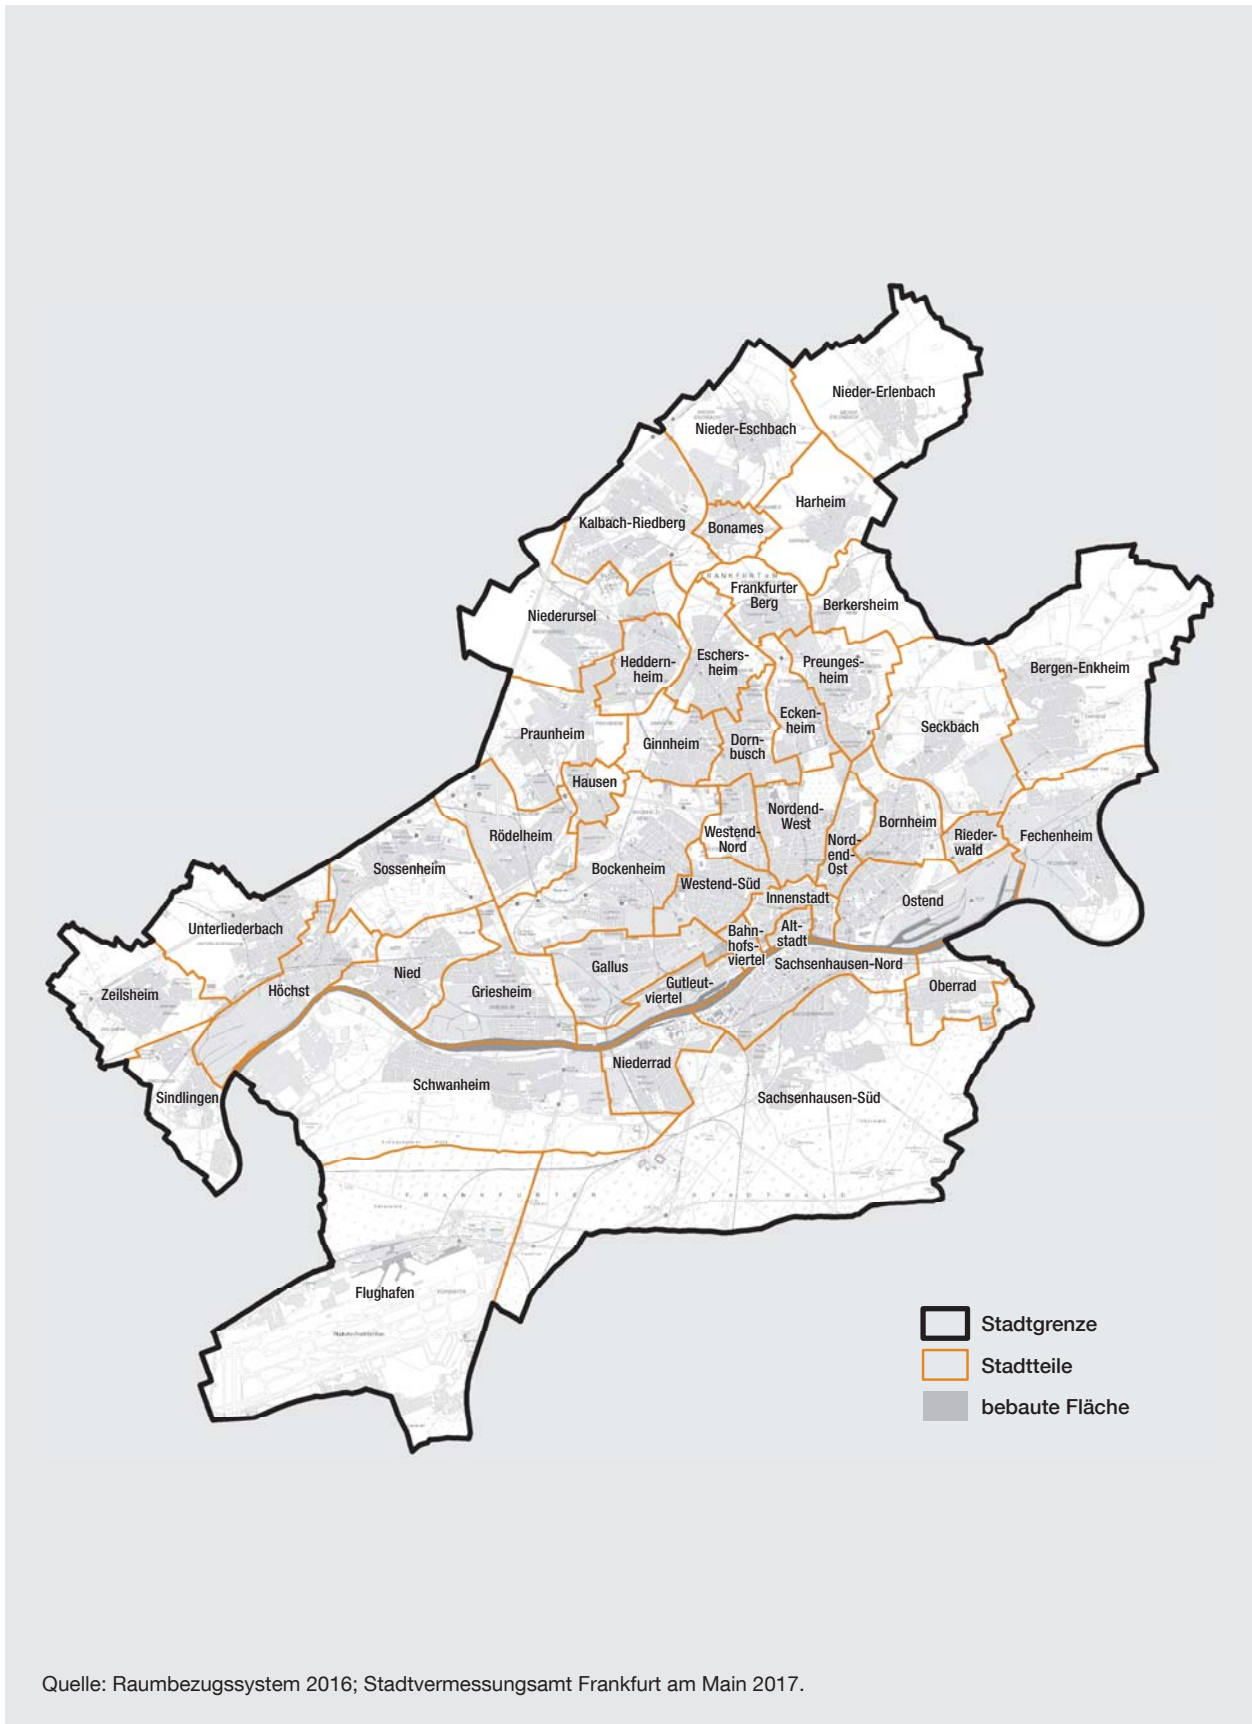 Nieder-Erlenbach
Nieder-Eschbach
Harheim
Kalbach-Riedberg
Bonames
Frankfurter
Berg
Berkersheim
Niederursel
Heddern-
heim
Eschers-
heim
Preunges-
heim
Bergen-Enkheim
Ecken-
heim
Seckbach
Praunheim
Ginnheim
Dorn-
busch
Hausen
Nordend-
West
Bornheim
Rödelheim
Westend-
Nord
Nord-
end-
Ost
Rieder-
wald
Fechenheim
Sossenheim
Bockenheim
Westend-Süd
Innenstadt
Ostend
Unterliederbach
Bahn-
hofs-
viertel
Alt-
stadt
Sachsenhausen-Nord
Zeilsheim
Höchst
Nied
Griesheim
Gallus
Gutleut-
viertel
Oberrad
Niederrad
Schwanheim
Sindlingen
Sachsenhausen-Süd
FRANKFURTER STADTWALD
Flughafen
Stadtgrenze
Stadtteile
bebaute Fläche
Quelle: Raumbezugssystem 2016; Stadtvermessungsamt Frankfurt am Main 2017.